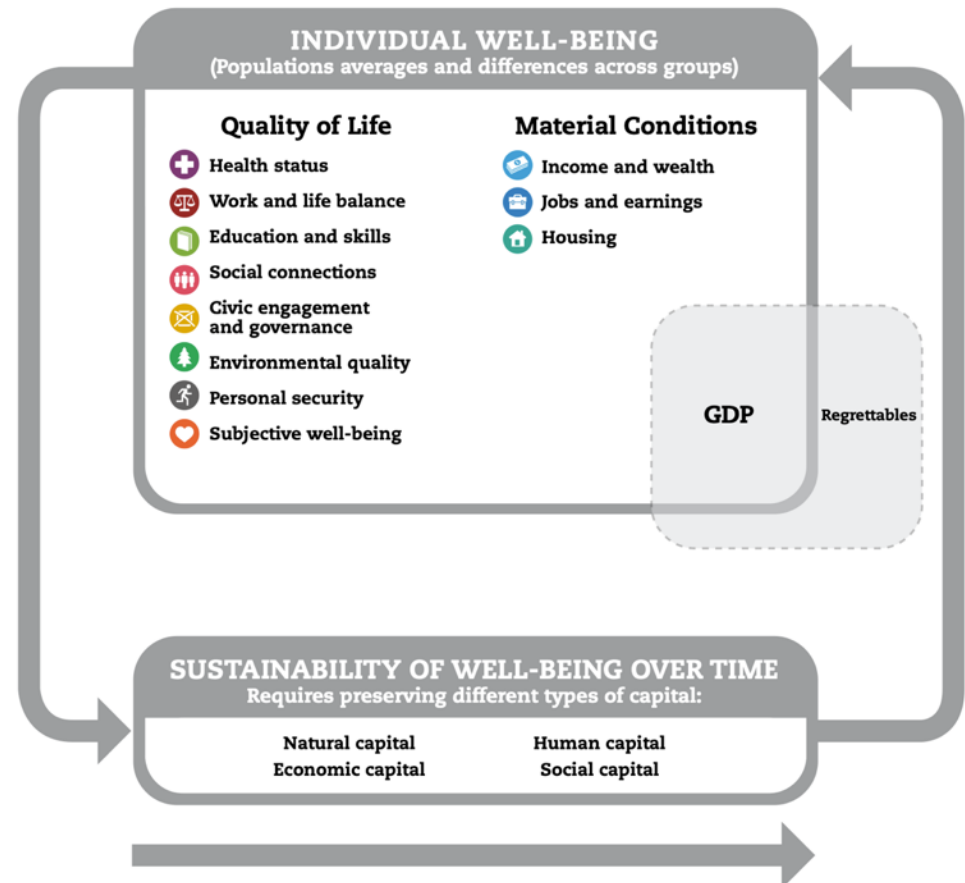 INDIVIDUAL WELL-BEING
(Populations averages and differences across groups)
Quality of Life
Health status
Work and life balance
Education and skills
Social connections
Civic engagement
and governance
Environmental quality
Personal security
Subjective well-being
Material Conditions
Income and wealth
Jobs and earnings
Housing
GDP
Regrettables
SUSTAINABILITY OF WELL-BEING OVER TIME
Requires preserving different types of capital:
Natural capital
Economic capital
Human capital
Social capital